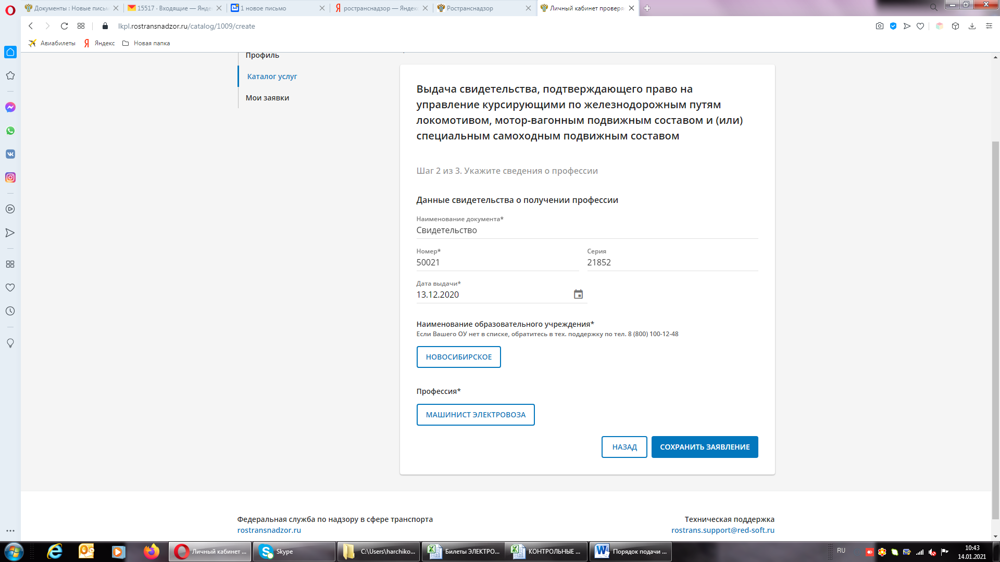 Документы : Новые письм
15517 · Входящие — Янде
1 новое письмо
ространснадзор — Яндекс
Ространснадзор
Личный кабинет проверя
lkpl.rostransnadzor.ru/catalog/1009/create
Авиабилеты
Яндекс
Новая папка
Профиль
Каталог услуг
Мои заявки
Выдача свидетельства, подтверждающего право на
управление курсирующими по железнодорожным путям
локомотивом, мотор-вагонным подвижным составом и (или)
специальным самоходным подвижным составом
Шаг 2 из 3. Укажите сведения о профессии
Данные свидетельства о получении профессии
Наименование документа*
Свидетельство
Номер*
50021
Серия
21852
Дата выдачи*
13.12.2020
Наименование образовательного учреждения*
Если Вашего ОУ нет в списке, обратитесь в тех. поддержку по тел. 8 (800) 100-12-48
НОВОСИБИРСКОЕ
Профессия*
МАШИНИСТ ЭЛЕКТРОВОЗА
НАЗАД
СОХРАНИТЬ ЗАЯВЛЕНИЕ
Федеральная служба по надзору в сфере транспорта
rostransnadzor.ru
Техническая поддержка
rostrans.support@red-soft.ru
Личный кабинет ...
Skype
C:\Users\harchiko...
Билеты ЭЛЕКТРО...
КОНТРОЛЬНЫЕ ...
Порядок подачи ...
RU
10:43
14.01.2021